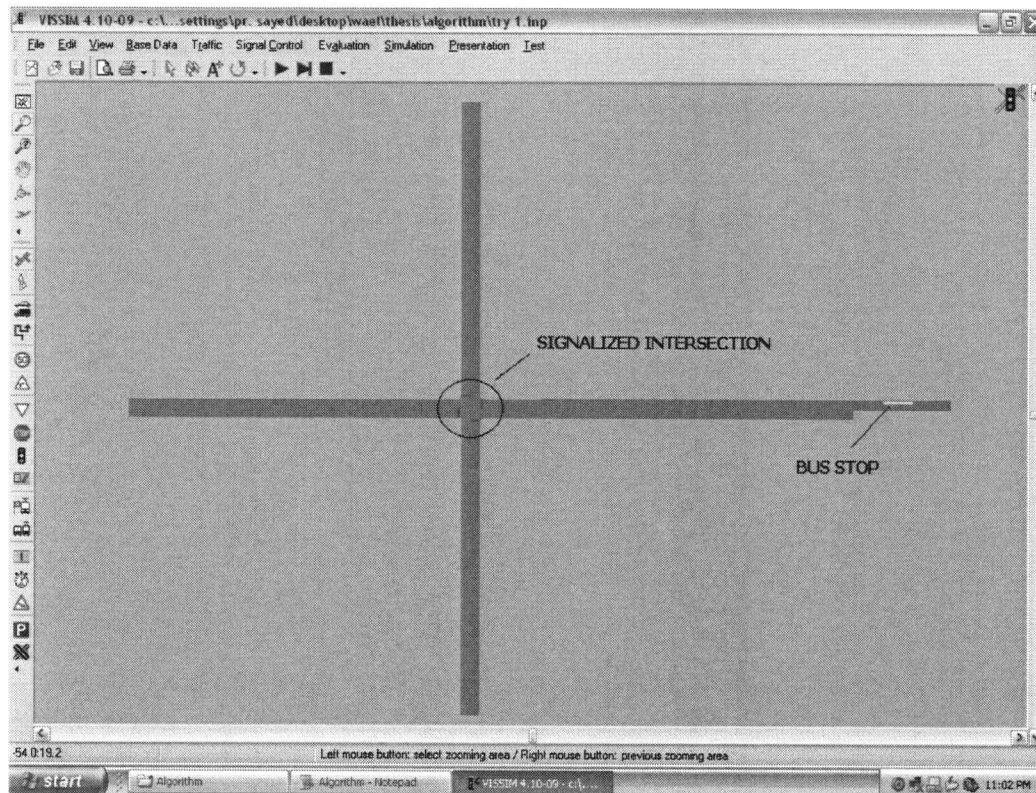 VISSIM 4.10-09 - c:\...settings\pr. sayed\desktop\wael\thesis\algorithm\try 1.inp
File Edit View Base Data Traffic Signal Control Evaluation Simulation Presentation Test
SIGNALIZED INTERSECTION
BUS STOP
P
-54.0:19.2
Left mouse button: select zooming area / Right mouse button: previous zooming area
start
Algorithm
Algorithm - Notepad
VISSIM 4.10-09 - c:\...
11:02 PM